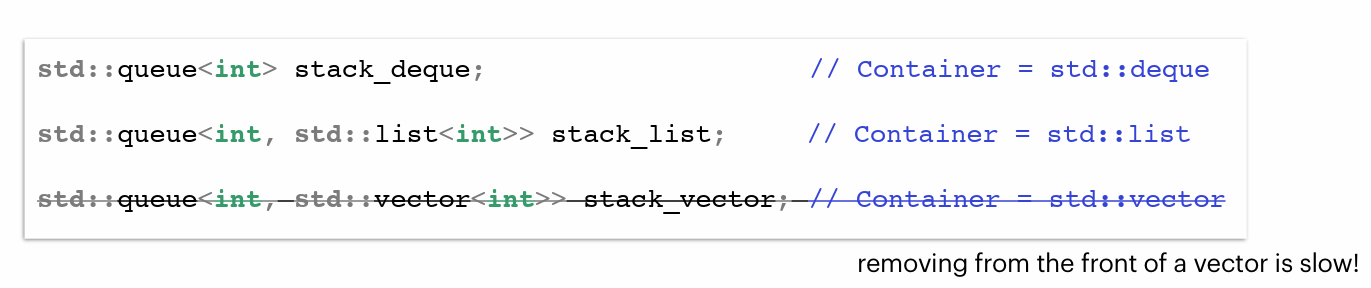 std::queue<int> stack_deque; // Container = std::deque
std::queue<int, std::list<int>> stack_list; // Container = std::list
std::queue<int, std::vector<int>> stack_vector; // Container = std::vector
removing from the front of a vector is slow!